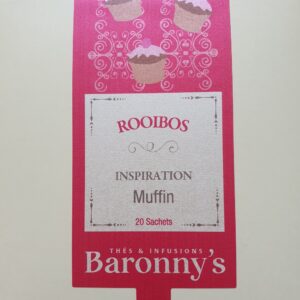 ROOIBOS
INSPIRATION
Muffin
20 Sachets
THÉS & INFUSIONS
Baronny's